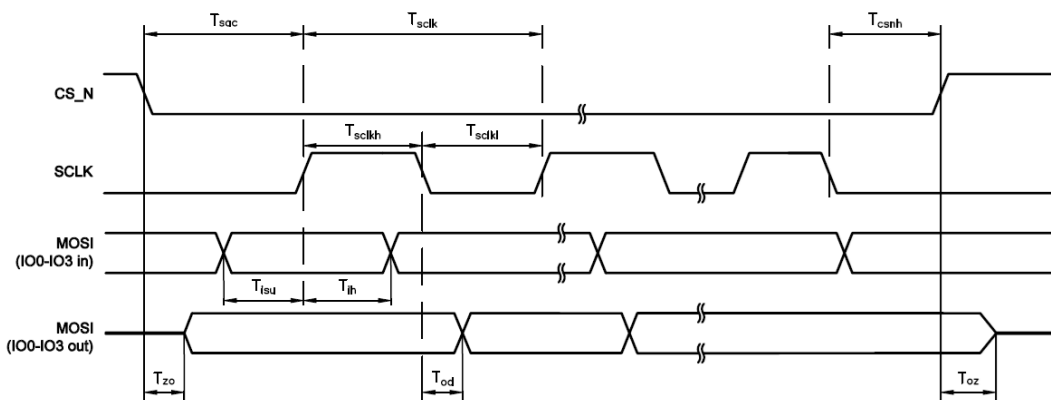 Tsqc Tsclk Tcsnh
CS_N
Tsclkh Tsclkl
SCLK
MOSI
(IO0-IO3 in)
Tisu Tih
MOSI
(IO0-IO3 out)
Tzo Tod Toz